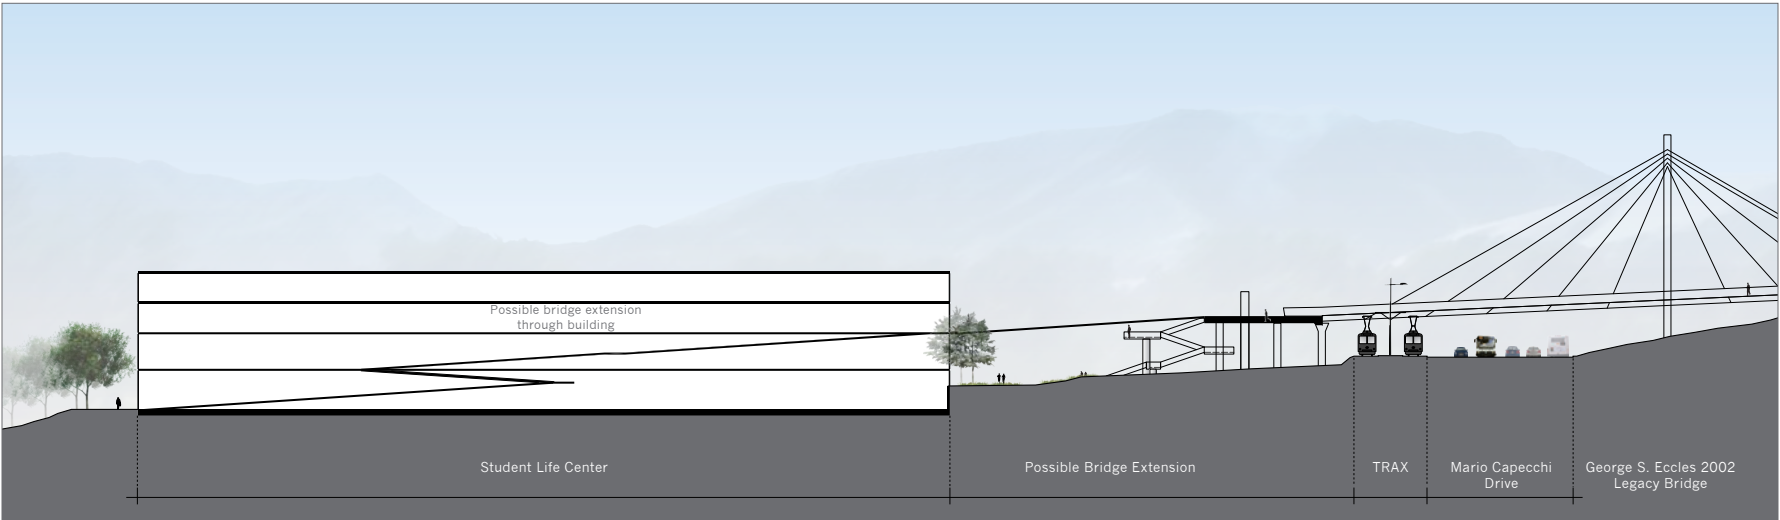 Possible bridge extension
through building
Student Life Center
Possible Bridge Extension
TRAX
Mario Capecchi
Drive
George S. Eccles 2002
Legacy Bridge